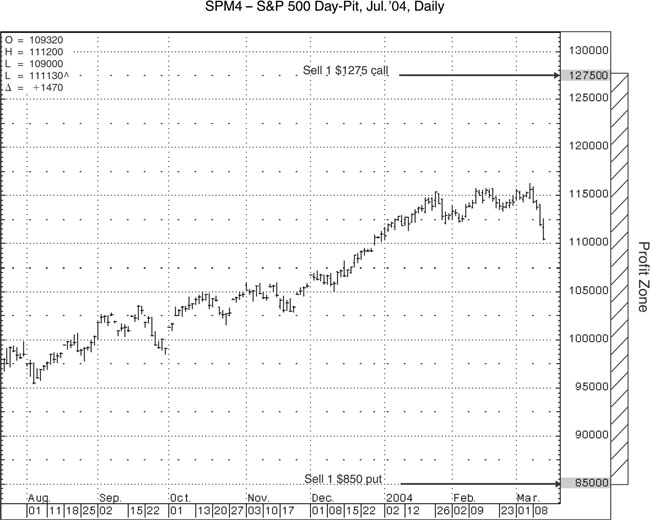 SPM4 – S&P 500 Day-Pit, Jul.'04, Daily
O = 109320
H = 111200
L = 109000
L = 111130^
Δ = +1470
130000
Sell 1 $1275 call
127500
125000
120000
115000
110000
105000
100000
95000
90000
Sell 1 $850 put
85000
Profit Zone
Aug. Sep. Oct. Nov. Dec. 2004 Feb. Mar.
01 11 18 25 02 15 22 01 13 20 27 03 10 17 01 08 15 22 02 12 26 02 09 23 01 08